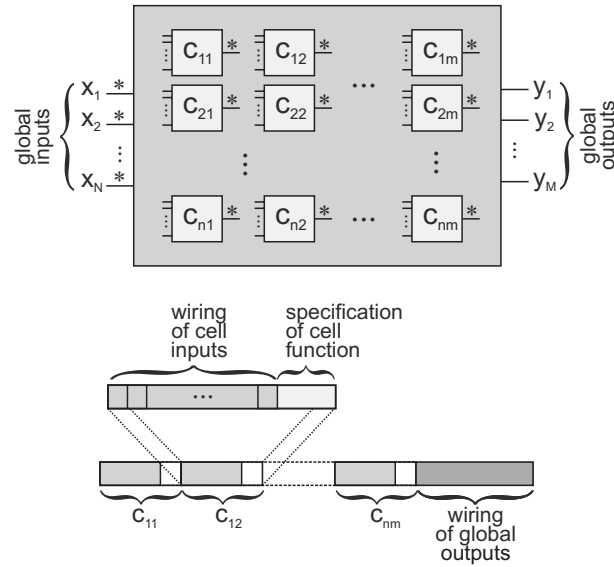 C11 * C12 * C1m *
global inputs
x1 *
C21 * C22 * ... C2m *
y1
x2 *
y2
global outputs
...
xN *
yM
Cn1 * Cn2 * ... Cnm *
wiring
of cell
inputs
specification
of cell
function
...
C11 C12 Cnm
wiring
of global
outputs